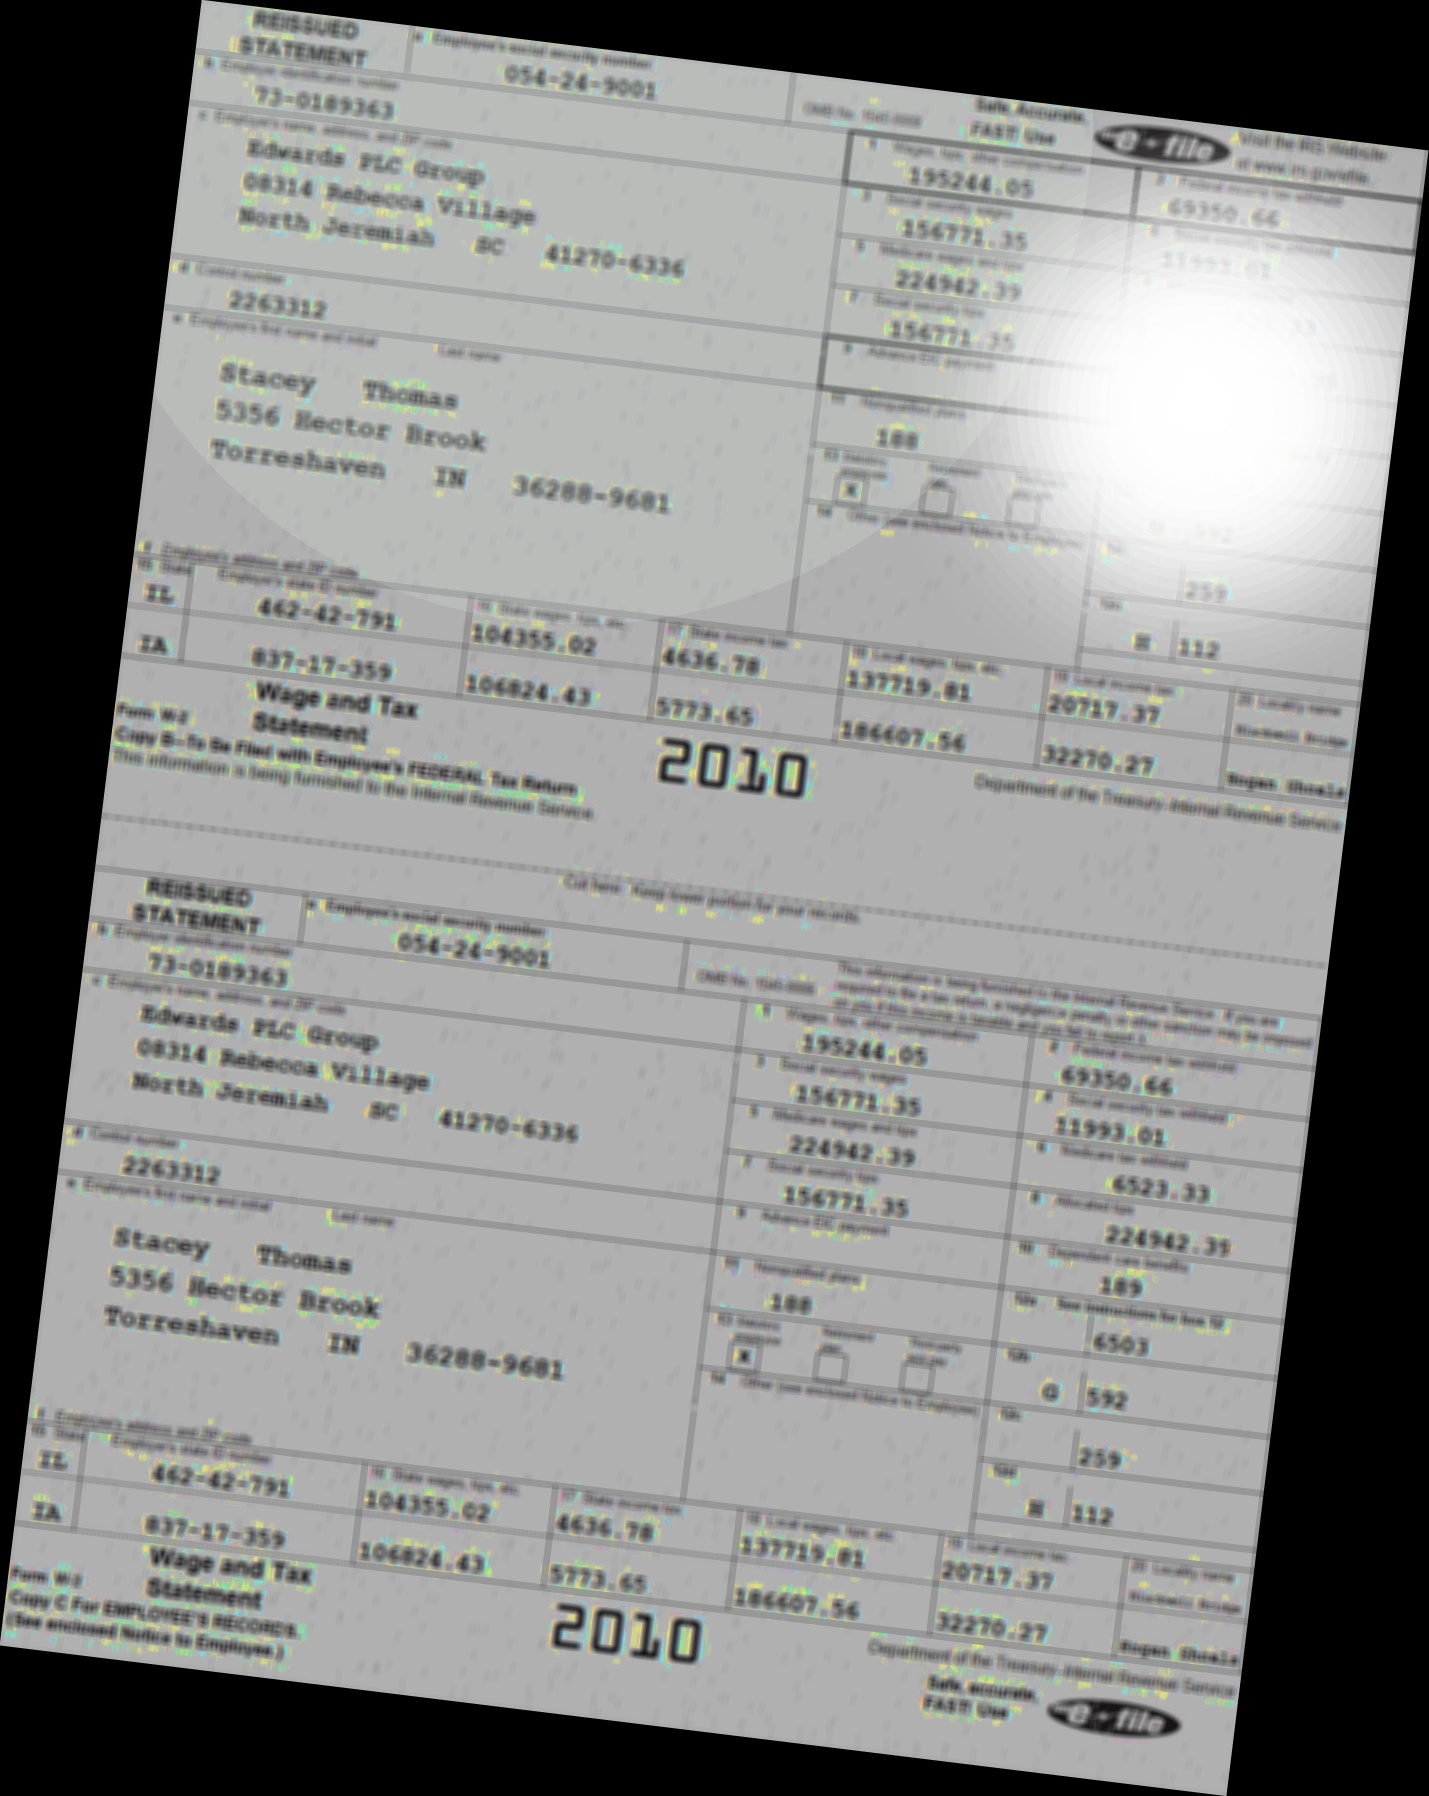 REISSUED STATEMENT
a Employee's social security number
054-24-9001
OMB No. 1545-0008
Safe, Accurate, FAST! Use
e-file
Visit the IRS Website at www.irs.gov/efile.
b Employer identification number
73-0189363
c Employer's name, address, and ZIP code
Edwards PLC Group
08314 Rebecca Village
North Jeremiah SC 41270-6336
1 Wages, tips, other compensation
195244.05
2 Federal income tax withheld
69350.66
3 Social security wages
156771.35
4 Social security tax withheld
11993.01
5 Medicare wages and tips
224942.39
7 Social security tips
156771.35
d Control number
2263312
9 Advance EIC payment
e Employee's first name and initial Last name
Stacey Thomas
5356 Hector Brook
Torreshaven IN 36288-9681
11 Nonqualified plans
188
13 Statutory employee
X
14 Other (see enclosed Notice to Employee)
592
259
112
f Employee's address and ZIP code
15 State Employer's state ID number
16 State wages, tips, etc.
17 State income tax
18 Local wages, tips, etc.
19 Local income tax
20 Locality name
IL 462-42-791 104355.02 4636.78 137719.81 20717.37
IA 837-17-359 106824.43 5773.65 186607.56 32270.27
Form W-2 Wage and Tax Statement 2010
Department of the Treasury-Internal Revenue Service
Copy B-To Be Filed with Employee's FEDERAL Tax Return.
This information is being furnished to the Internal Revenue Service.
Cut here. Keep lower portion for your records.
REISSUED STATEMENT
a Employee's social security number
054-24-9001
OMB No. 1545-0008
This information is being furnished to the Internal Revenue Service. If you are
required to file a tax return, a negligence penalty or other sanction may be imposed
on you if this income is taxable and you fail to report it.
b Employer identification number
73-0189363
c Employer's name, address, and ZIP code
Edwards PLC Group
08314 Rebecca Village
North Jeremiah SC 41270-6336
1 Wages, tips, other compensation
195244.05
2 Federal income tax withheld
69350.66
3 Social security wages
156771.35
4 Social security tax withheld
11993.01
5 Medicare wages and tips
224942.39
6 Medicare tax withheld
6523.33
d Control number
2263312
7 Social security tips
156771.35
8 Allocated tips
224942.39
9 Advance EIC payment
10 Dependent care benefits
189
e Employee's first name and initial Last name
Stacey Thomas
5356 Hector Brook
Torreshaven IN 36288-9681
11 Nonqualified plans
188
12a See instructions for box 12
6503
13 Statutory employee
X
Retirement plan
Third-party sick pay
12b
G 592
14 Other (see enclosed Notice to Employee)
259
112
f Employee's address and ZIP code
15 State Employer's state ID number
16 State wages, tips, etc.
17 State income tax
18 Local wages, tips, etc.
19 Local income tax
20 Locality name
IL 462-42-791 104355.02 4636.78 137719.81 20717.37
IA 837-17-359 106824.43 5773.65 186607.56 32270.27
Form W-2 Wage and Tax Statement 2010
Department of the Treasury-Internal Revenue Service
Copy C For EMPLOYEE'S RECORDS.
(See enclosed Notice to Employee.)
Safe, accurate, FAST! Use
e-file